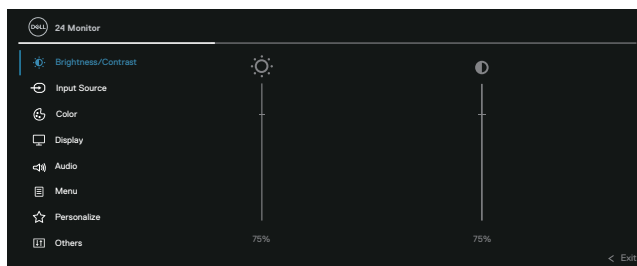 DELL 24 Monitor
Brightness/Contrast
Input Source
Color
Display
Audio
Menu
Personalize
Others
75% 75%
< Exit